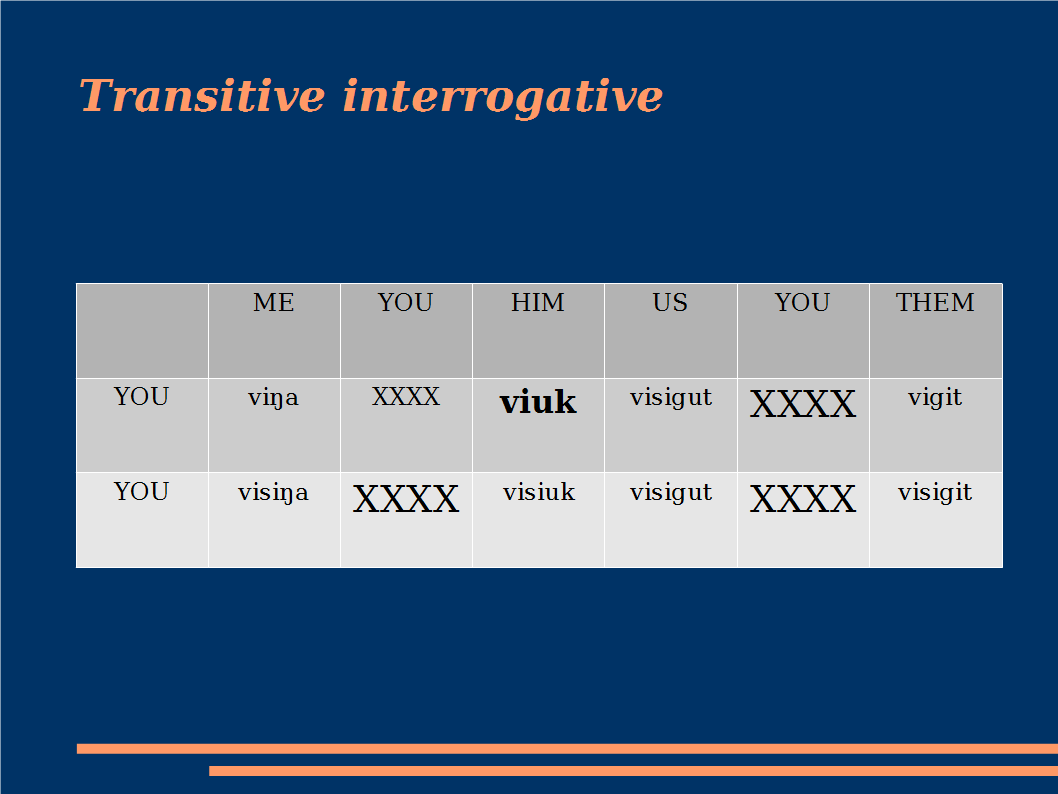 Transitive interrogative
ME YOU HIM US YOU THEM
YOU viŋa XXXX viuk visigut XXXX vigit
YOU visiŋa XXXX visiuk visigut XXXX visigit